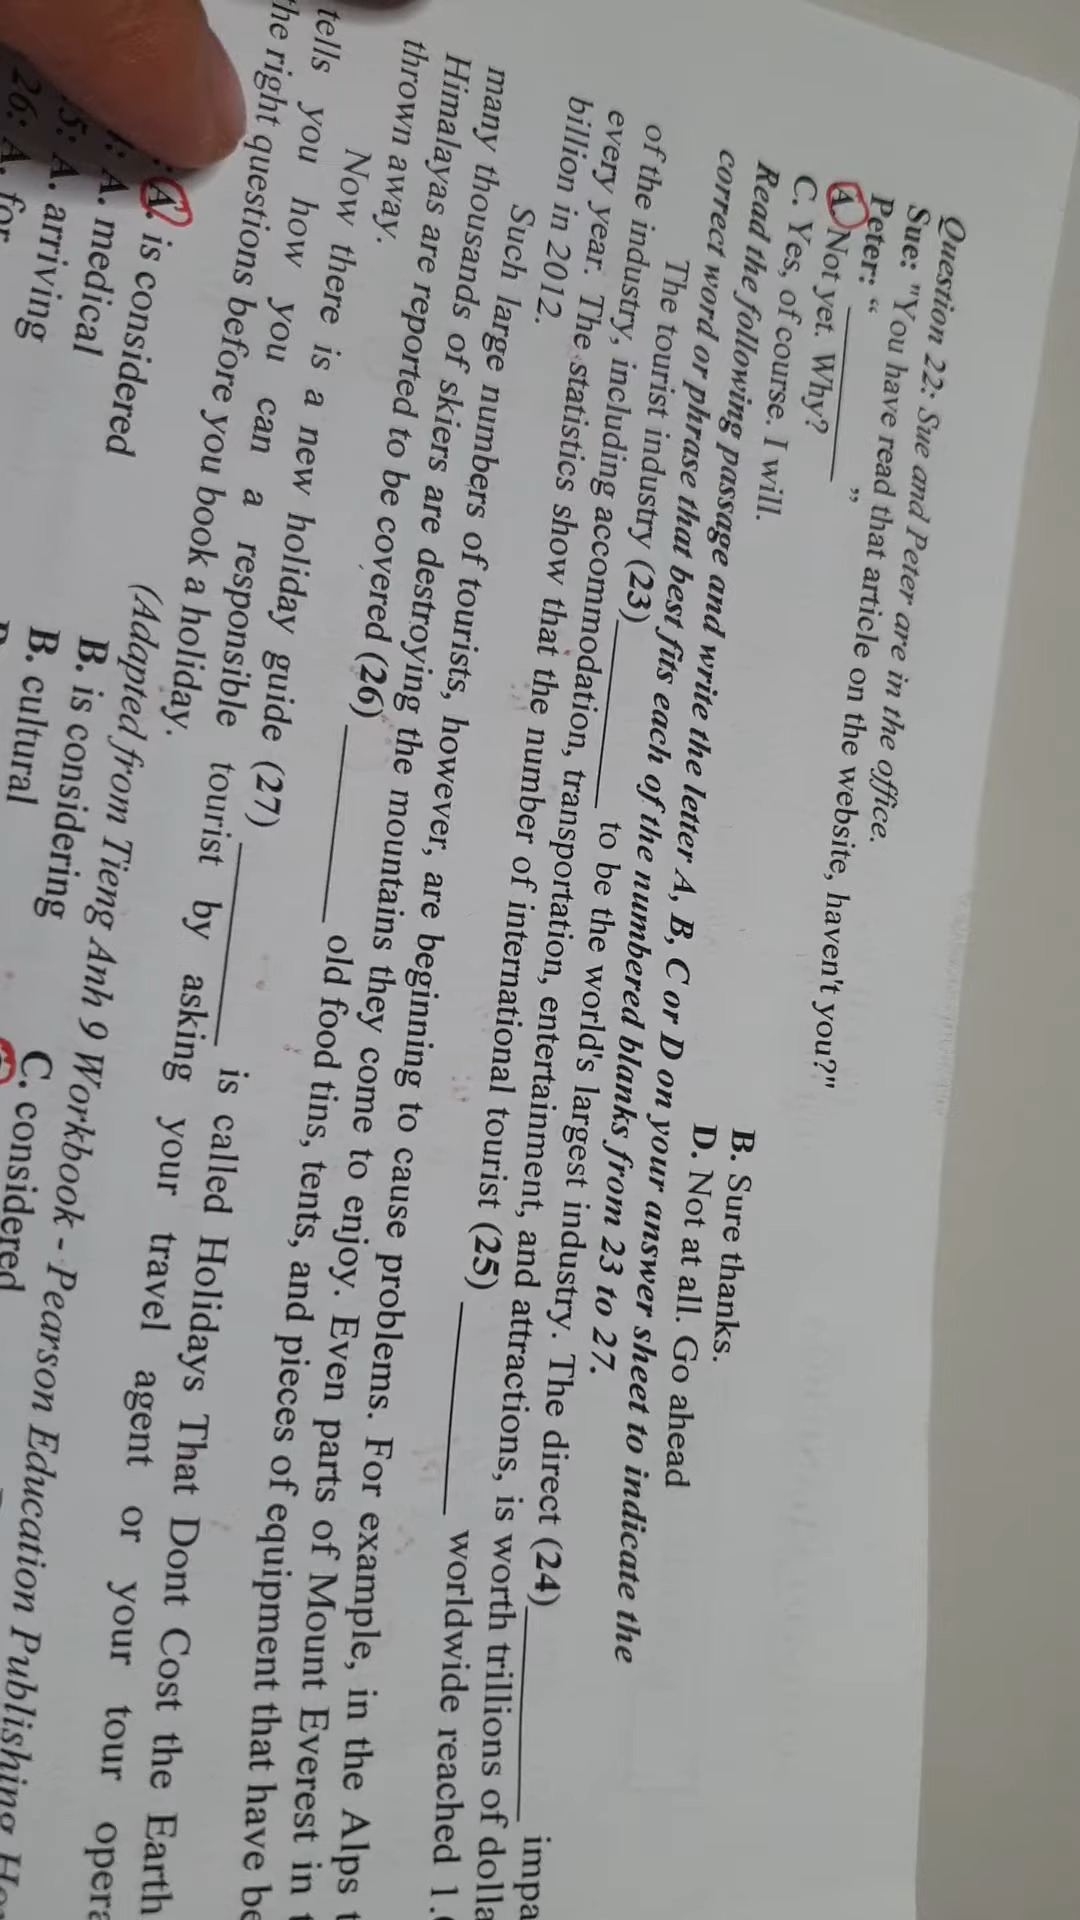 Question 22: Sue and Peter are in the office.
Sue: "You have read that article on the website, haven't you?"
Peter: “ ________ ”
A. Not yet. Why?
B. Sure thanks.
C. Yes, of course. I will.
D. Not at all. Go ahead
Read the following passage and write the letter A, B, C or D on your answer sheet to indicate the
correct word or phrase that best fits each of the numbered blanks from 23 to 27.
The tourist industry (23) ________ to be the world's largest industry. The direct (24) ________
of the industry, including accommodation, transportation, entertainment, and attractions, is worth trillions of
every year. The statistics show that the number of international tourist (25) ________ worldwide reached
billion in 2012.
Such large numbers of tourists, however, are beginning to cause problems. For example, in the Alps
many thousands of skiers are destroying the mountains they come to enjoy. Even parts of Mount Everest in
Himalayas are reported to be covered (26) ________ old food tins, tents, and pieces of equipment that have
thrown away.
Now there is a new holiday guide (27) ________ is called Holidays That Dont Cost the Earth
tells you how you can a responsible tourist by asking your travel agent or your tour
the right questions before you book a holiday.
(Adapted from Tieng Anh 9 Workbook - Pearson Education Publishing
A. is considered B. is considering C. considered
A. medical B. cultural
A. arriving
26: A. for